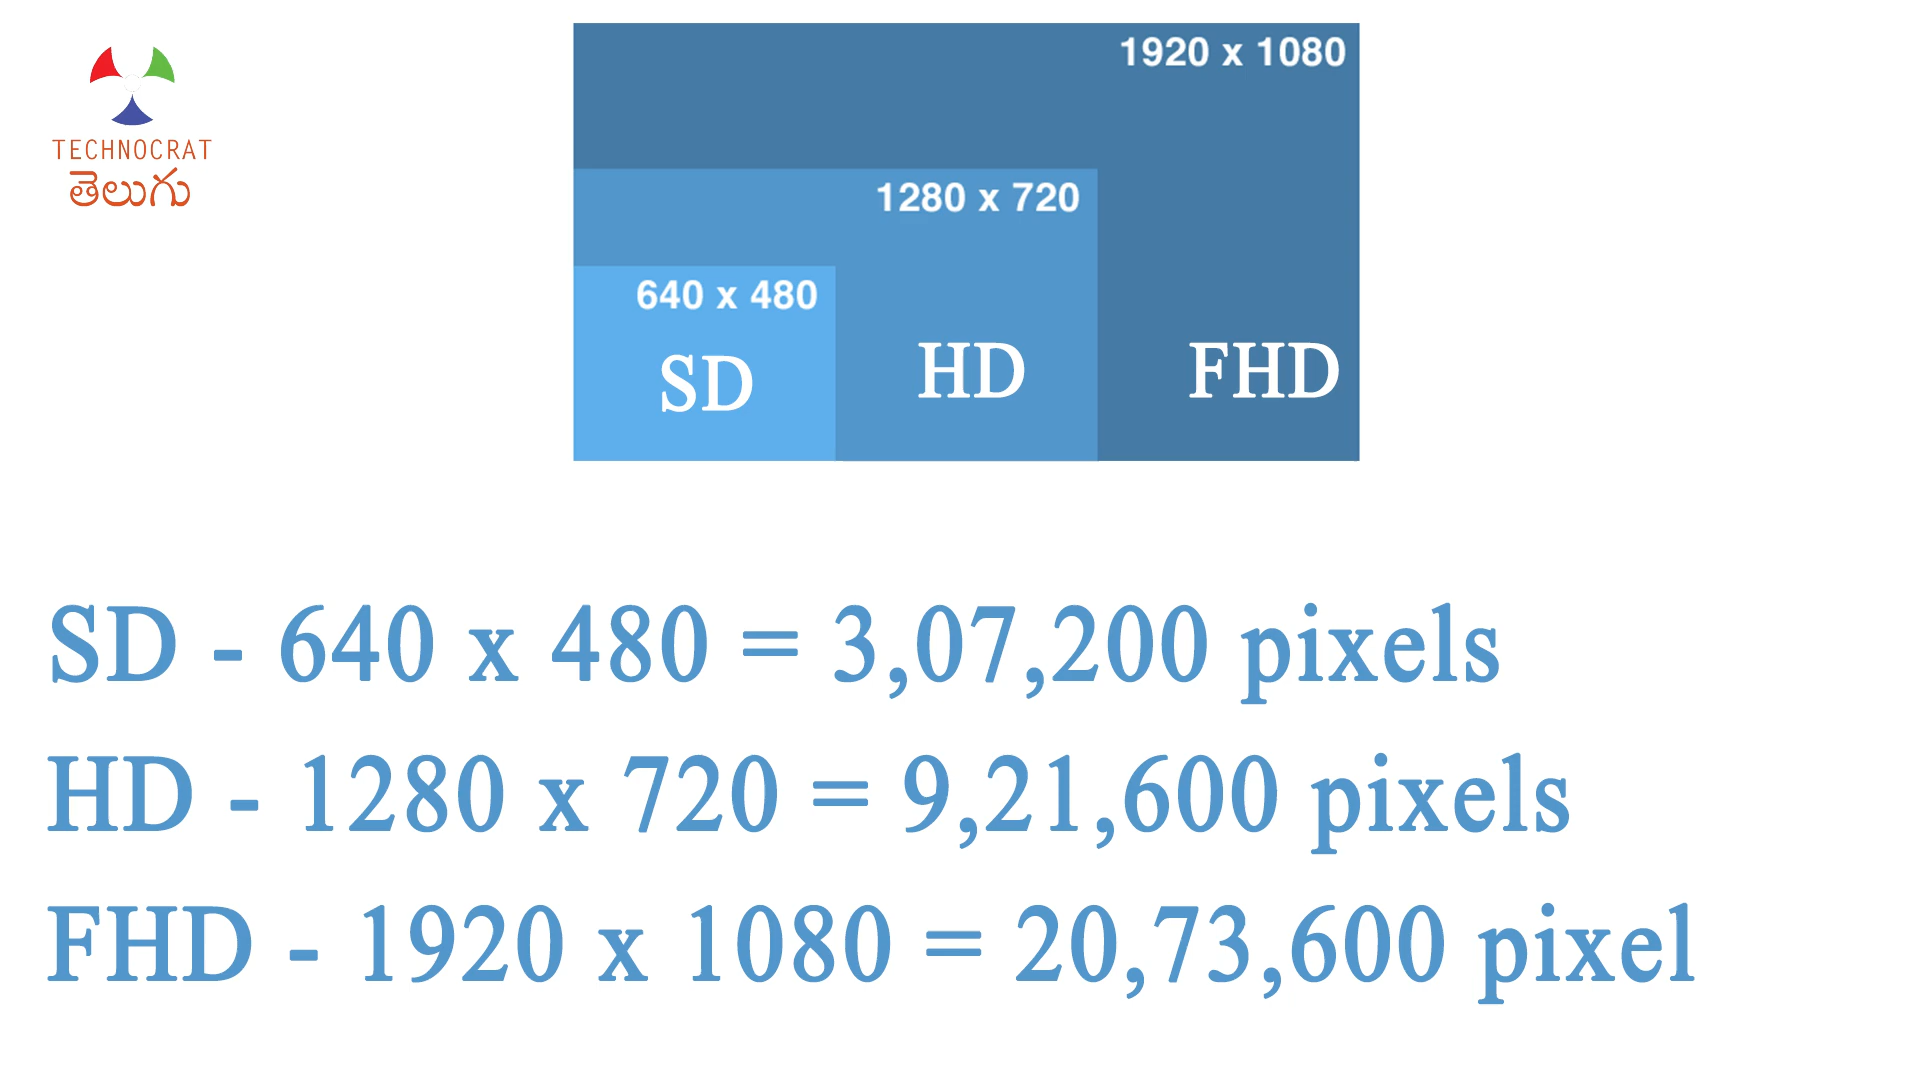 TECHNOCRAT
తెలుగు
1920 x 1080
1280 x 720
640 x 480
SD
HD
FHD
SD - 640 x 480 = 3,07,200 pixels
HD - 1280 x 720 = 9,21,600 pixels
FHD - 1920 x 1080 = 20,73,600 pixel